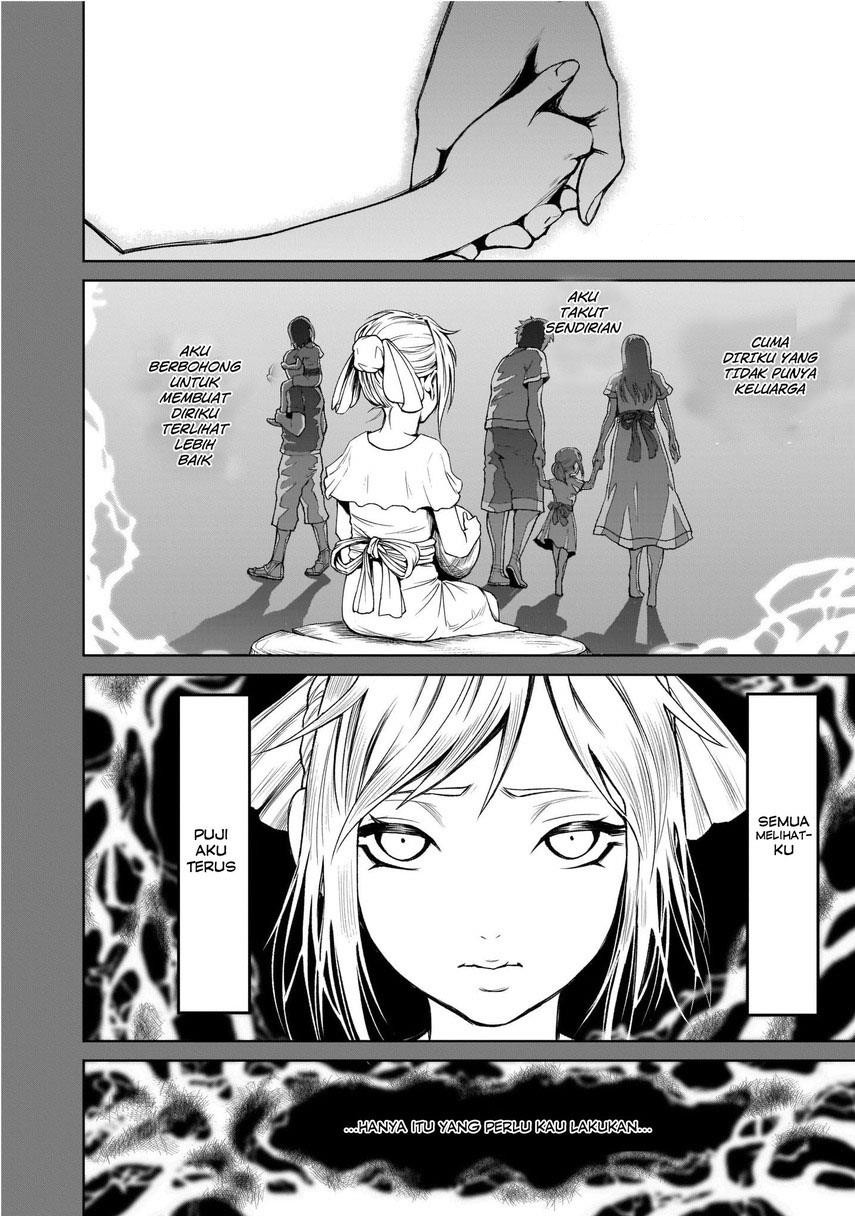 CUMA
DIRIKU YANG
TIDAK PUNYA
KELUARGA
AKU
TAKUT
SENDIRIAN
AKU
BERBOHONG
UNTUK
MEMBUAT
DIRIKU
TERLIHAT
LEBIH
BAIK
SEMUA
MELIHAT-
KU
PUJI
AKU
TERUS
...HANYA ITU YANG PERLU KAU LAKUKAN...